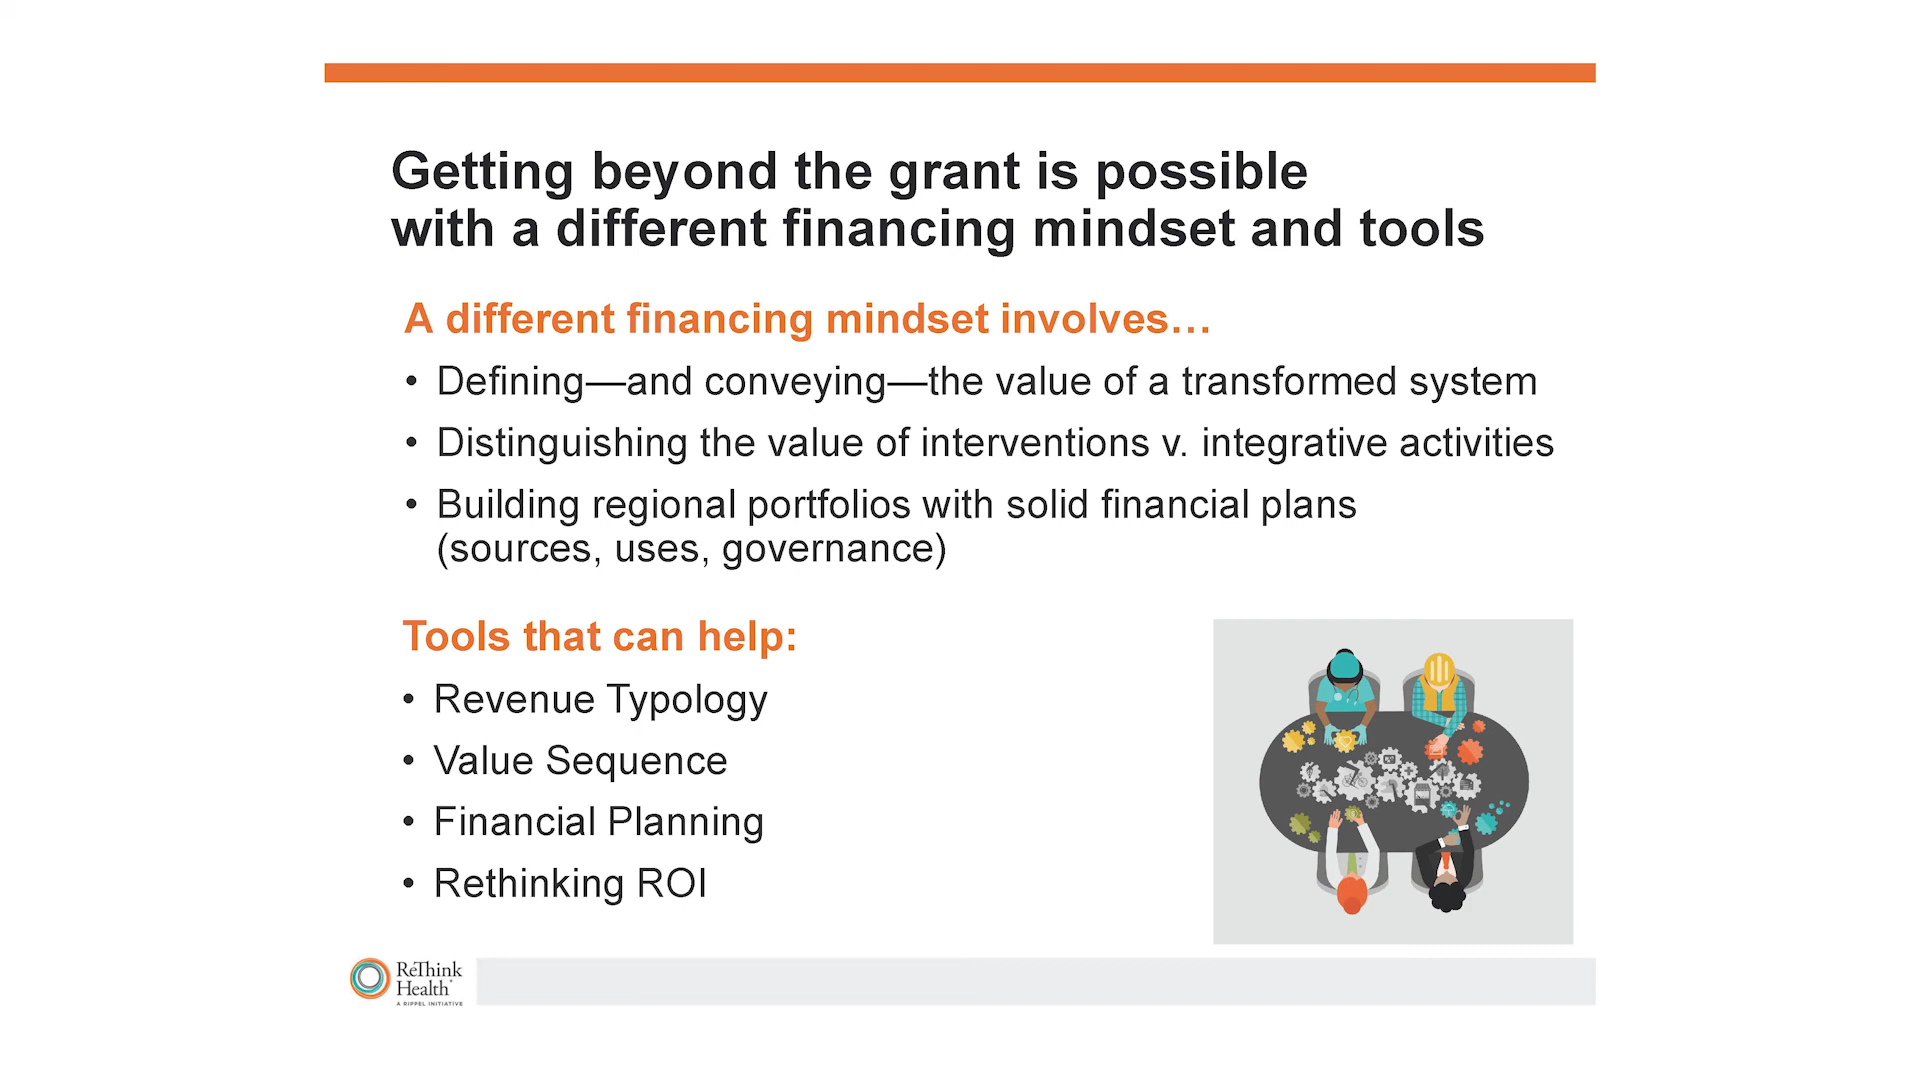 Getting beyond the grant is possible
with a different financing mindset and tools
A different financing mindset involves…
• Defining—and conveying—the value of a transformed system
• Distinguishing the value of interventions v. integrative activities
• Building regional portfolios with solid financial plans
(sources, uses, governance)
Tools that can help:
• Revenue Typology
• Value Sequence
• Financial Planning
• Rethinking ROI
ReThink
Health
A RIPPEL INITIATIVE